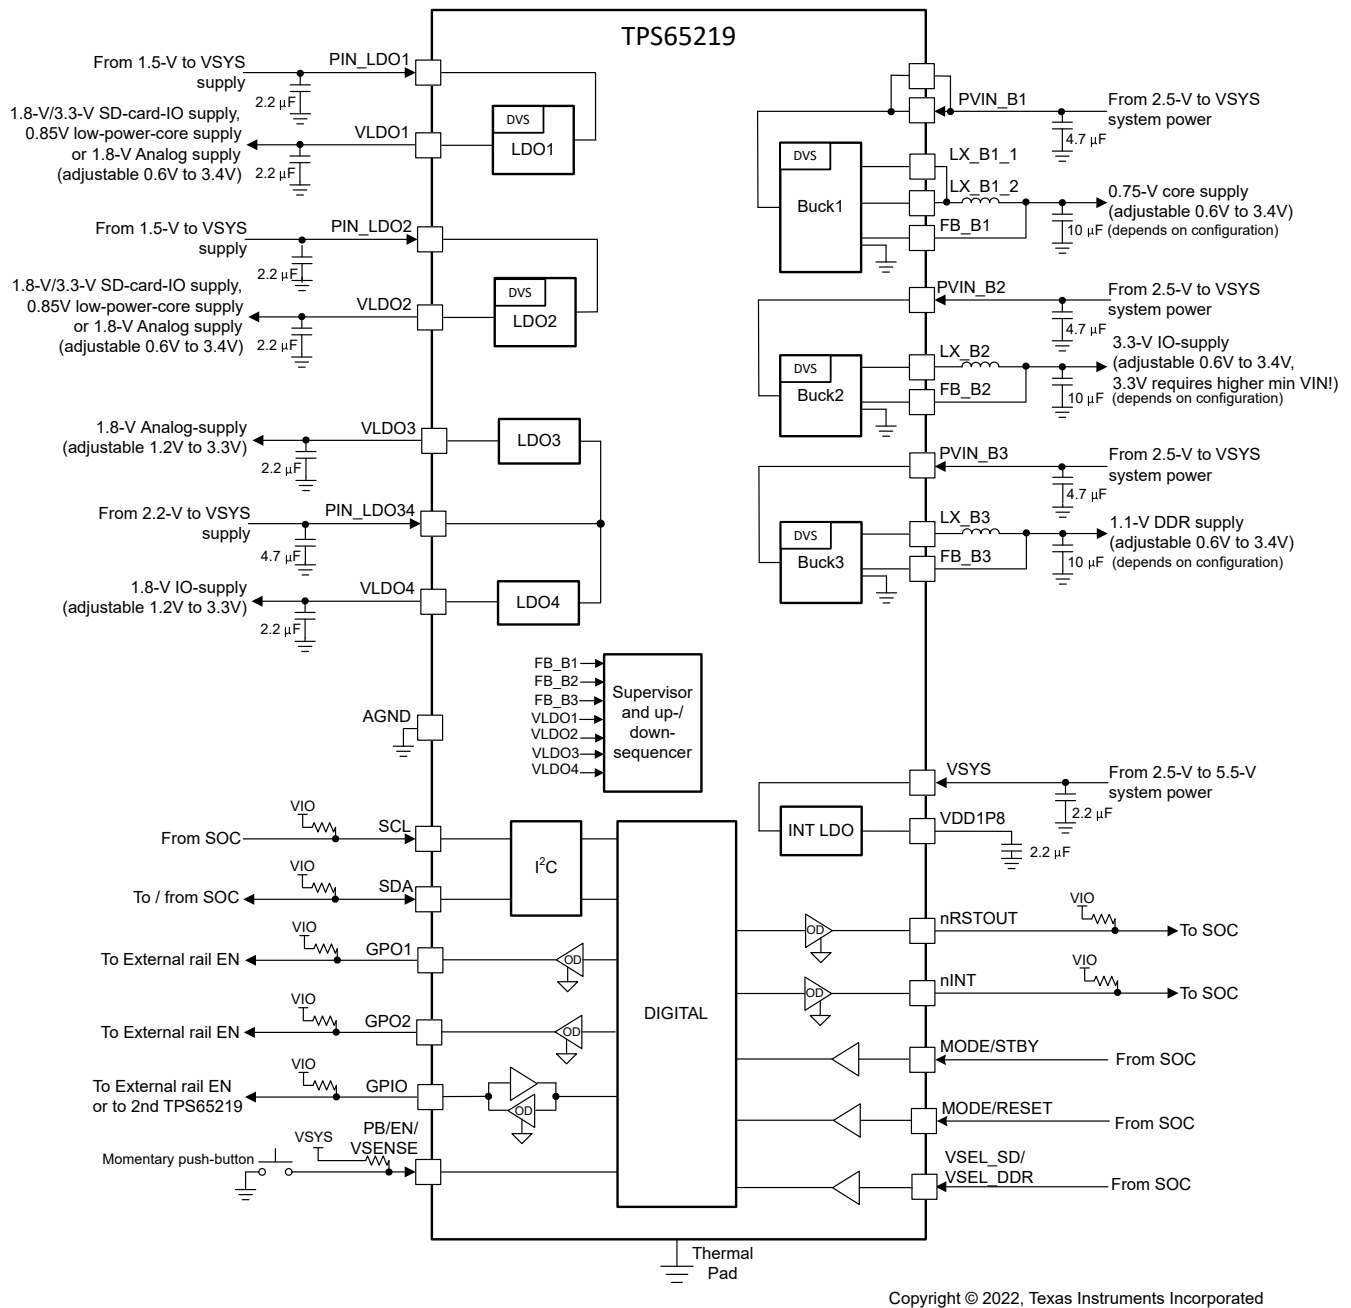 TPS65219
From 1.5-V to VSYS
supply
PIN_LDO1
2.2 µF
1.8-V/3.3-V SD-card-IO supply,
0.85V low-power-core supply
or 1.8-V Analog supply
(adjustable 0.6V to 3.4V)
VLDO1
2.2 µF
DVS
LDO1
From 1.5-V to VSYS
supply
PIN_LDO2
2.2 µF
1.8-V/3.3-V SD-card-IO supply,
0.85V low-power-core supply
or 1.8-V Analog supply
(adjustable 0.6V to 3.4V)
VLDO2
2.2 µF
DVS
LDO2
1.8-V Analog-supply
(adjustable 1.2V to 3.3V)
VLDO3
2.2 µF
LDO3
From 2.2-V to VSYS
supply
PIN_LDO34
4.7 µF
1.8-V IO-supply
(adjustable 1.2V to 3.3V)
VLDO4
2.2 µF
LDO4
PVIN_B1
From 2.5-V to VSYS
system power
4.7 µF
DVS
Buck1
LX_B1_1
LX_B1_2
FB_B1
0.75-V core supply
(adjustable 0.6V to 3.4V)
10 µF (depends on configuration)
PVIN_B2
From 2.5-V to VSYS
system power
4.7 µF
DVS
Buck2
LX_B2
FB_B2
3.3-V IO-supply
(adjustable 0.6V to 3.4V,
3.3V requires higher min VIN!)
10 µF (depends on configuration)
PVIN_B3
From 2.5-V to VSYS
system power
4.7 µF
DVS
Buck3
LX_B3
FB_B3
1.1-V DDR supply
(adjustable 0.6V to 3.4V)
10 µF (depends on configuration)
FB_B1
FB_B2
FB_B3
VLDO1
VLDO2
VLDO3
VLDO4
Supervisor
and up-/
down-
sequencer
AGND
VSYS
From 2.5-V to 5.5-V
system power
2.2 µF
INT LDO
VDD1P8
2.2 µF
From SOC
VIO
SCL
To / from SOC
VIO
SDA
I²C
To External rail EN
VIO
GPO1
OD
To External rail EN
VIO
GPO2
OD
To External rail EN
or to 2nd TPS65219
VIO
GPIO
OD
Momentary push-button
VSYS
PB/EN/
VSENSE
DIGITAL
OD
nRSTOUT
VIO
To SOC
OD
nINT
VIO
To SOC
MODE/STBY
From SOC
MODE/RESET
From SOC
VSEL_SD/
VSEL_DDR
From SOC
Thermal
Pad
Copyright © 2022, Texas Instruments Incorporated